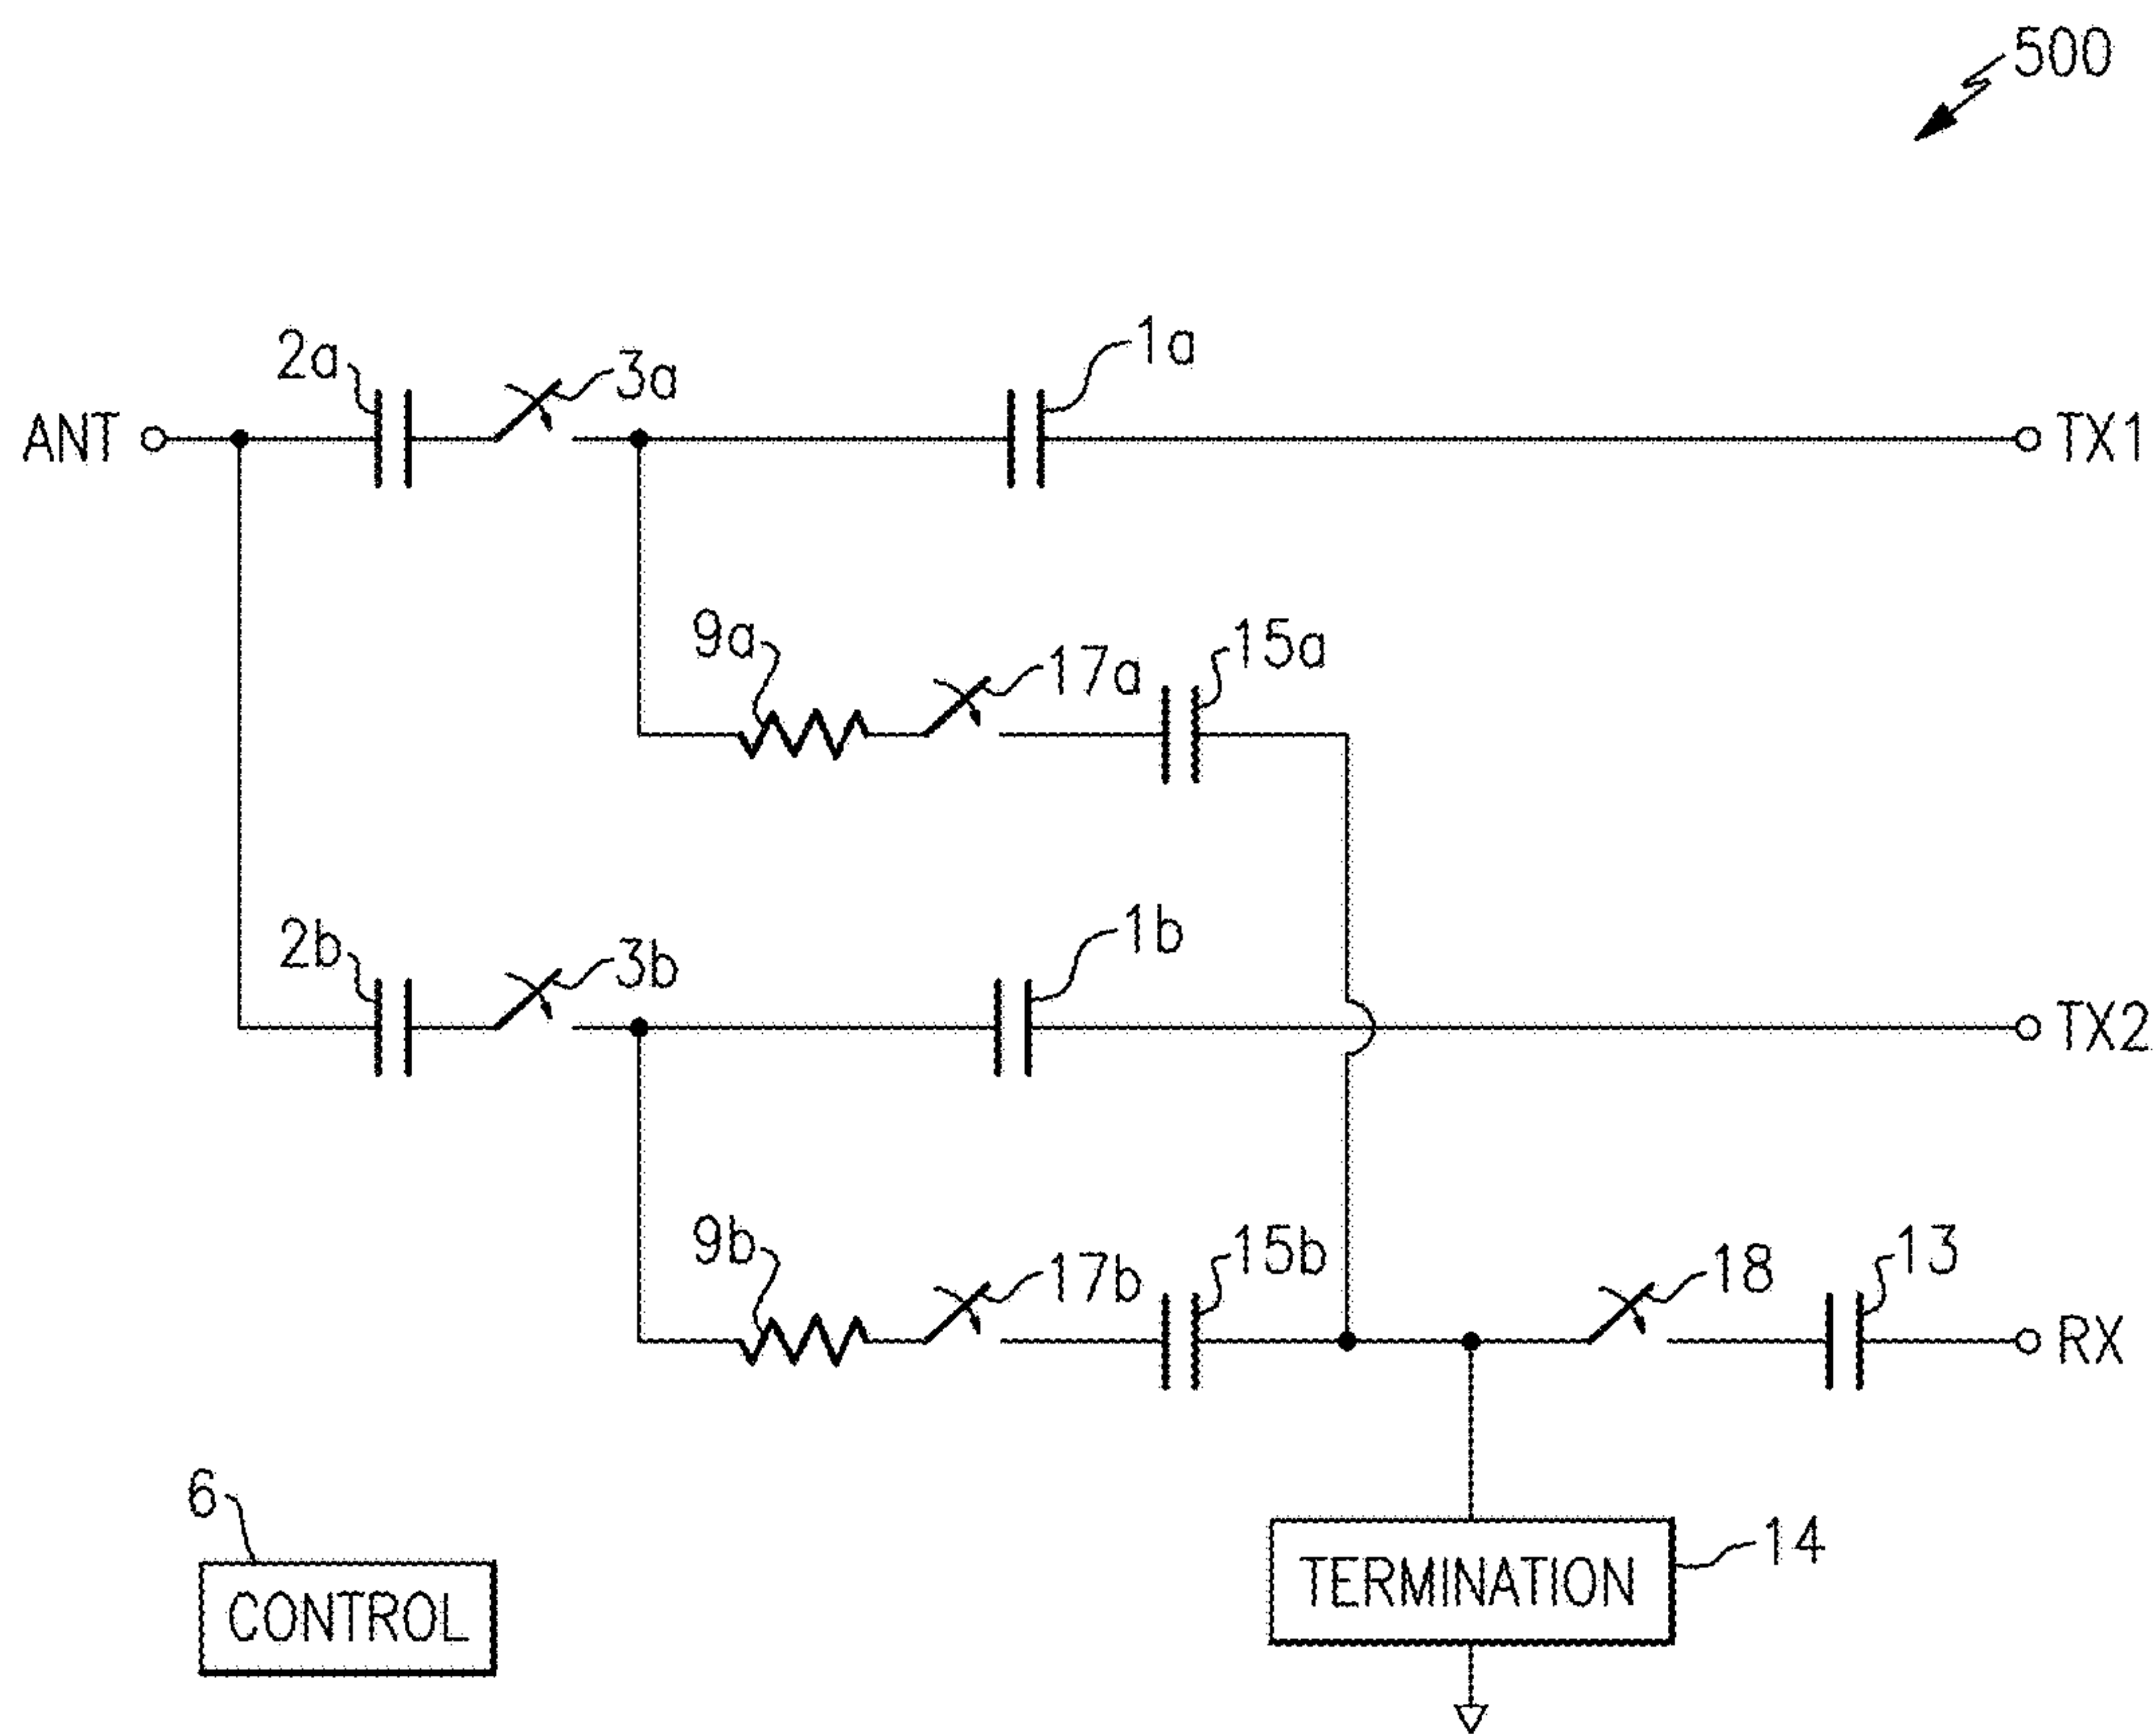 500
2a
3a
1a
ANT
TX1
9a
17a
15a
2b
3b
1b
TX2
9b
17b
15b
18
13
RX
6
CONTROL
TERMINATION
14